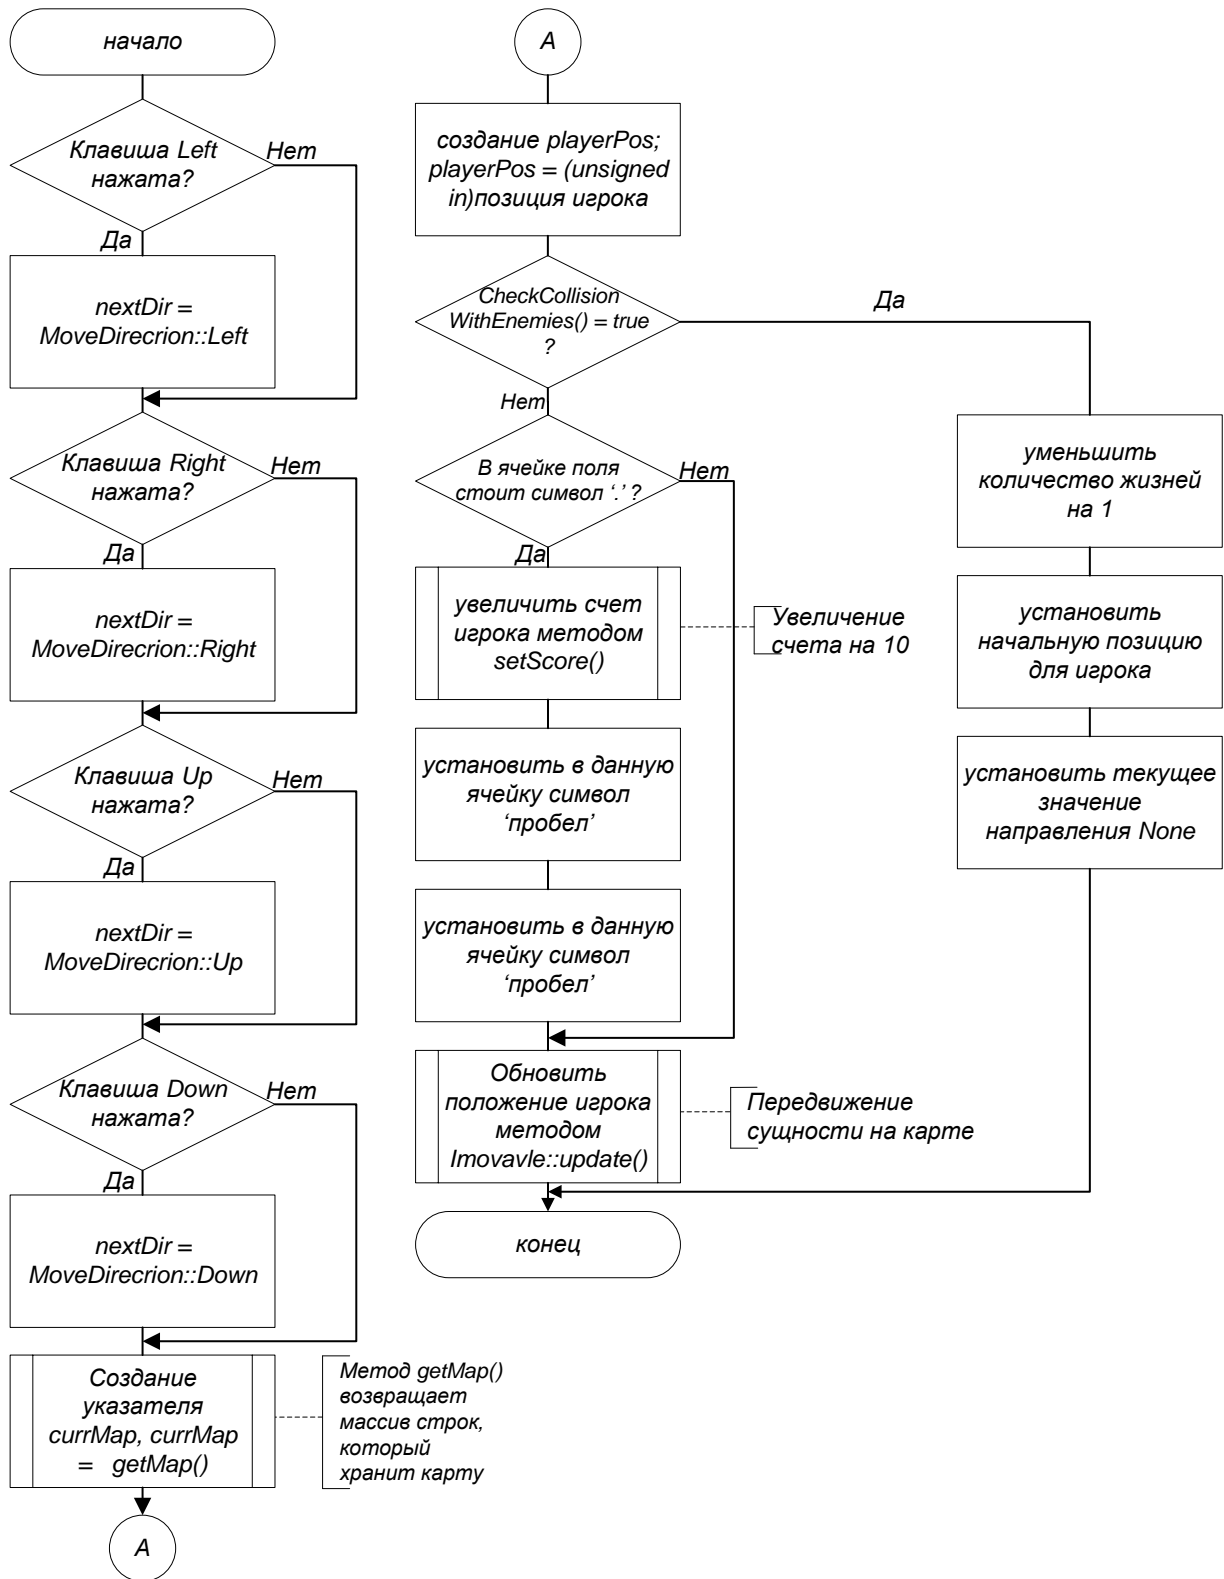 начало
Клавиша Left
нажата?
Нет
Да
nextDir =
MoveDirecrion::Left
Клавиша Right
нажата?
Нет
Да
nextDir =
MoveDirecrion::Right
Клавиша Up
нажата?
Нет
Да
nextDir =
MoveDirecrion::Up
Клавиша Down
нажата?
Нет
Да
nextDir =
MoveDirecrion::Down
Создание
указателя
currMap, currMap
= getMap()
Метод getMap()
возвращает
массив строк,
который
хранит карту
А
А
создание playerPos;
playerPos = (unsigned
in)позиция игрока
CheckCollision
WithEnemies() = true
?
Да
Нет
В ячейке поля
стоит символ ‘.’ ?
Нет
Да
увеличить счет
игрока методом
setScore()
Увеличение
счета на 10
установить в данную
ячейку символ
‘пробел’
установить в данную
ячейку символ
‘пробел’
Обновить
положение игрока
методом
Imovavle::update()
Передвижение
сущности на карте
конец
уменьшить
количество жизней
на 1
установить
начальную позицию
для игрока
установить текущее
значение
направления None